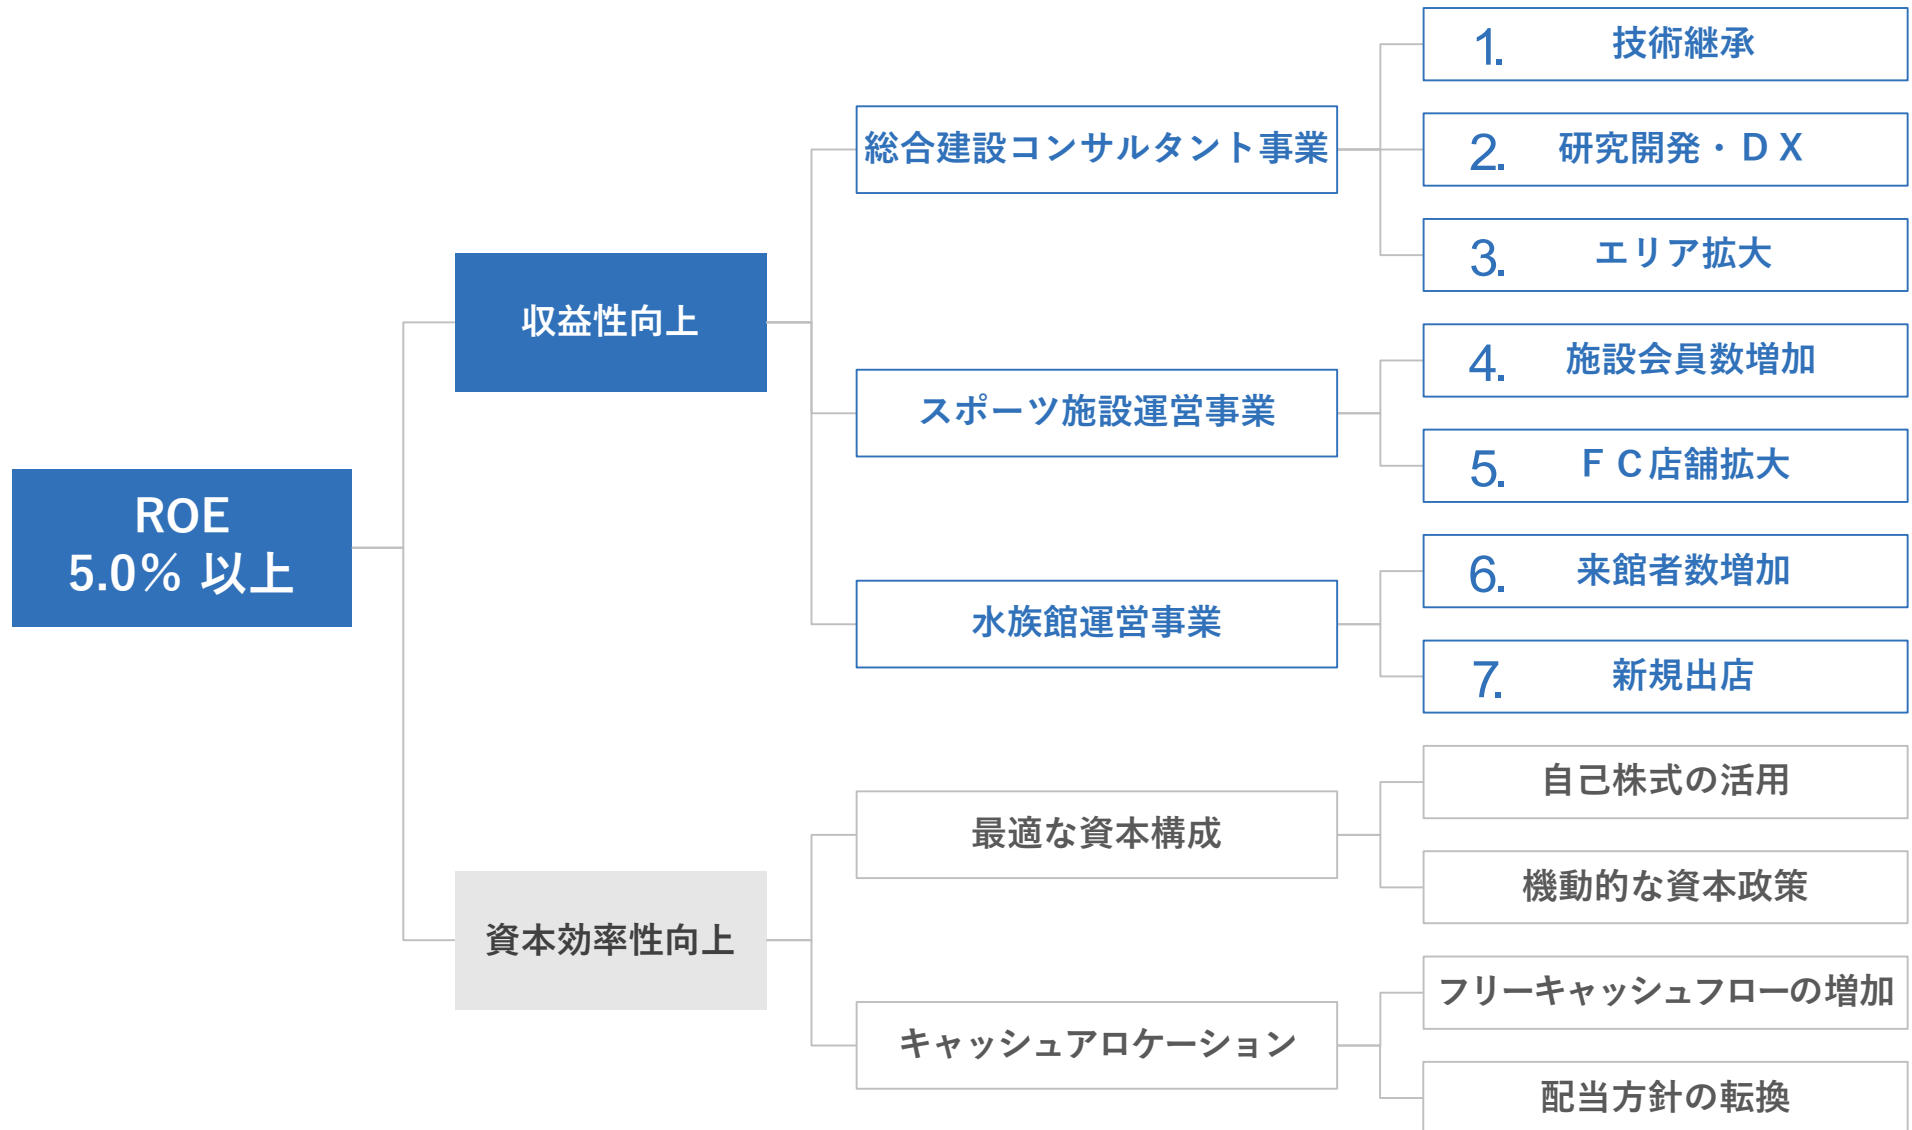 ROE
5.0% 以上
収益性向上
総合建設コンサルタント事業
1. 技術継承
2. 研究開発・ＤＸ
3. エリア拡大
スポーツ施設運営事業
4. 施設会員数増加
5. ＦＣ店舗拡大
水族館運営事業
6. 来館者数増加
7. 新規出店
資本効率性向上
最適な資本構成
自己株式の活用
機動的な資本政策
キャッシュアロケーション
フリーキャッシュフローの増加
配当方針の転換